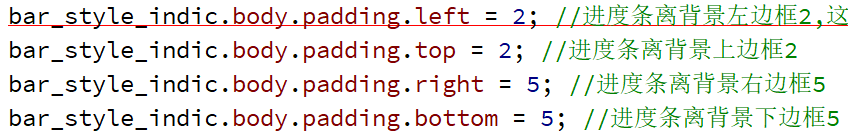 bar_style_indic.body.padding.left = 2; //进度条离背景左边框2,这
bar_style_indic.body.padding.top = 2; //进度条离背景上边框2
bar_style_indic.body.padding.right = 5; //进度条离背景右边框5
bar_style_indic.body.padding.bottom = 5; //进度条离背景下边框5